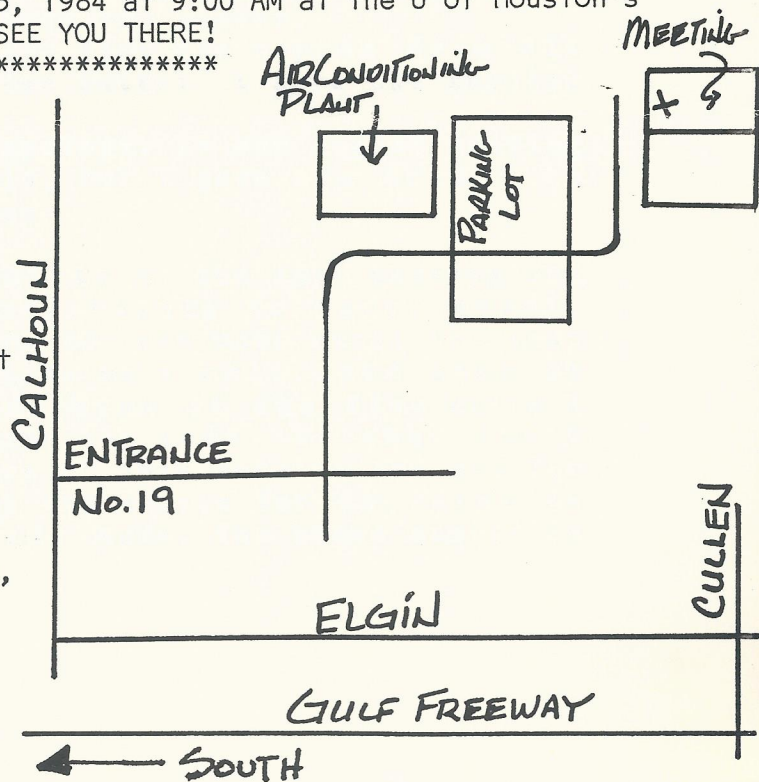 , 1984 at 9:00 AM at The U of Houston's
SEE YOU THERE!
**************
MEETING
AIRCONDITIONING
PLANT
X
PARKING
LOT
CALHOUN
ENTRANCE
No.19
CULLEN
ELGiN
GULF FREEWAY
SOUTH